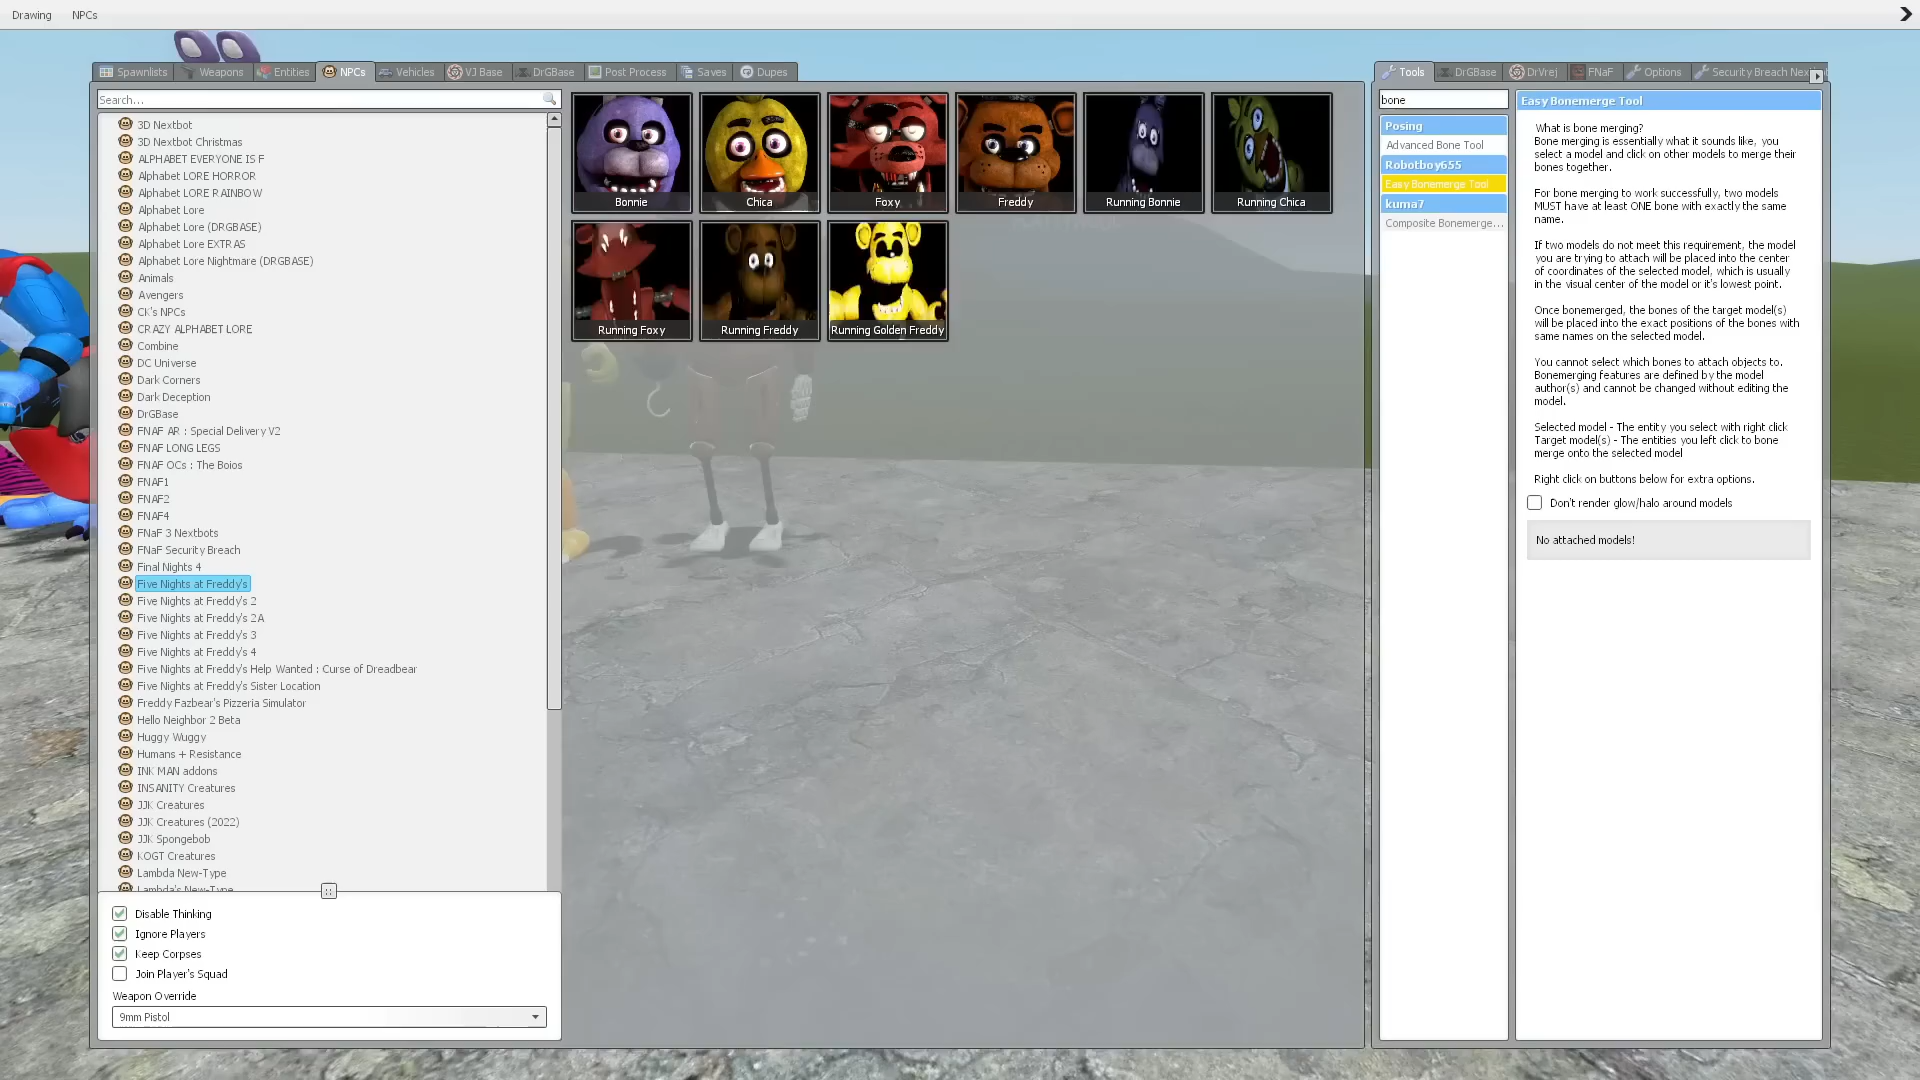 Drawing NPCs
Spawnlists Weapons Entities NPCs Vehicles VJ Base DrGBase Post Process Saves Dupes
Search...
3D Nextbot
3D Nextbot Christmas
ALPHABET EVERYONE IS F
Alphabet LORE HORROR
Alphabet LORE RAINBOW
Alphabet Lore
Alphabet Lore (DRGBASE)
Alphabet Lore EXTRAS
Alphabet Lore Nightmare (DRGBASE)
Animals
Avengers
CK's NPCs
CRAZY ALPHABET LORE
Combine
DC Universe
Dark Corners
Dark Deception
DrGBase
FNAF AR : Special Delivery V2
FNAF LONG LEGS
FNAF OCs : The Boios
FNAF1
FNAF2
FNAF4
FNaF 3 Nextbots
FNaF Security Breach
Final Nights 4
Five Nights at Freddy's
Five Nights at Freddy's 2
Five Nights at Freddy's 2A
Five Nights at Freddy's 3
Five Nights at Freddy's 4
Five Nights at Freddy's Help Wanted : Curse of Dreadbear
Five Nights at Freddy's Sister Location
Freddy Fazbear's Pizzeria Simulator
Hello Neighbor 2 Beta
Huggy Wuggy
Humans + Resistance
INK MAN addons
INSANITY Creatures
JJK Creatures
JJK Creatures (2022)
JJK Spongebob
KOGT Creatures
Lambda New-Type
Lambda's New-Type
Disable Thinking
Ignore Players
Keep Corpses
Join Player's Squad
Weapon Override
9mm Pistol
Bonnie Chica Foxy Freddy Running Bonnie Running Chica
Running Foxy Running Freddy Running Golden Freddy
Tools DrGBase DrVrej FNaF Options Security Breach
bone
Posing
Advanced Bone Tool
Robotboy655
Easy Bonemerge Tool
kuma7
Composite Bonemerge...
Easy Bonemerge Tool
What is bone merging?
Bone merging is essentially what it sounds like, you
select a model and click on other models to merge their
bones together.
For bone merging to work successfully, two models
MUST have at least ONE bone with exactly the same
name.
If two models do not meet this requirement, the model
you are trying to attach will be placed into the center
of coordinates of the selected model, which is usually
in the visual center of the model or it's lowest point.
Once bonemerged, the bones of the target model(s)
will be placed into the exact positions of the bones with
same names on the selected model.
You cannot select which bones to attach objects to.
Bonemerging features are defined by the model
author(s) and cannot be changed without editing the
model.
Selected model - The entity you select with right click
Target model(s) - The entities you left click to bone
merge onto the selected model
Right click on buttons below for extra options.
Don't render glow/halo around models
No attached models!